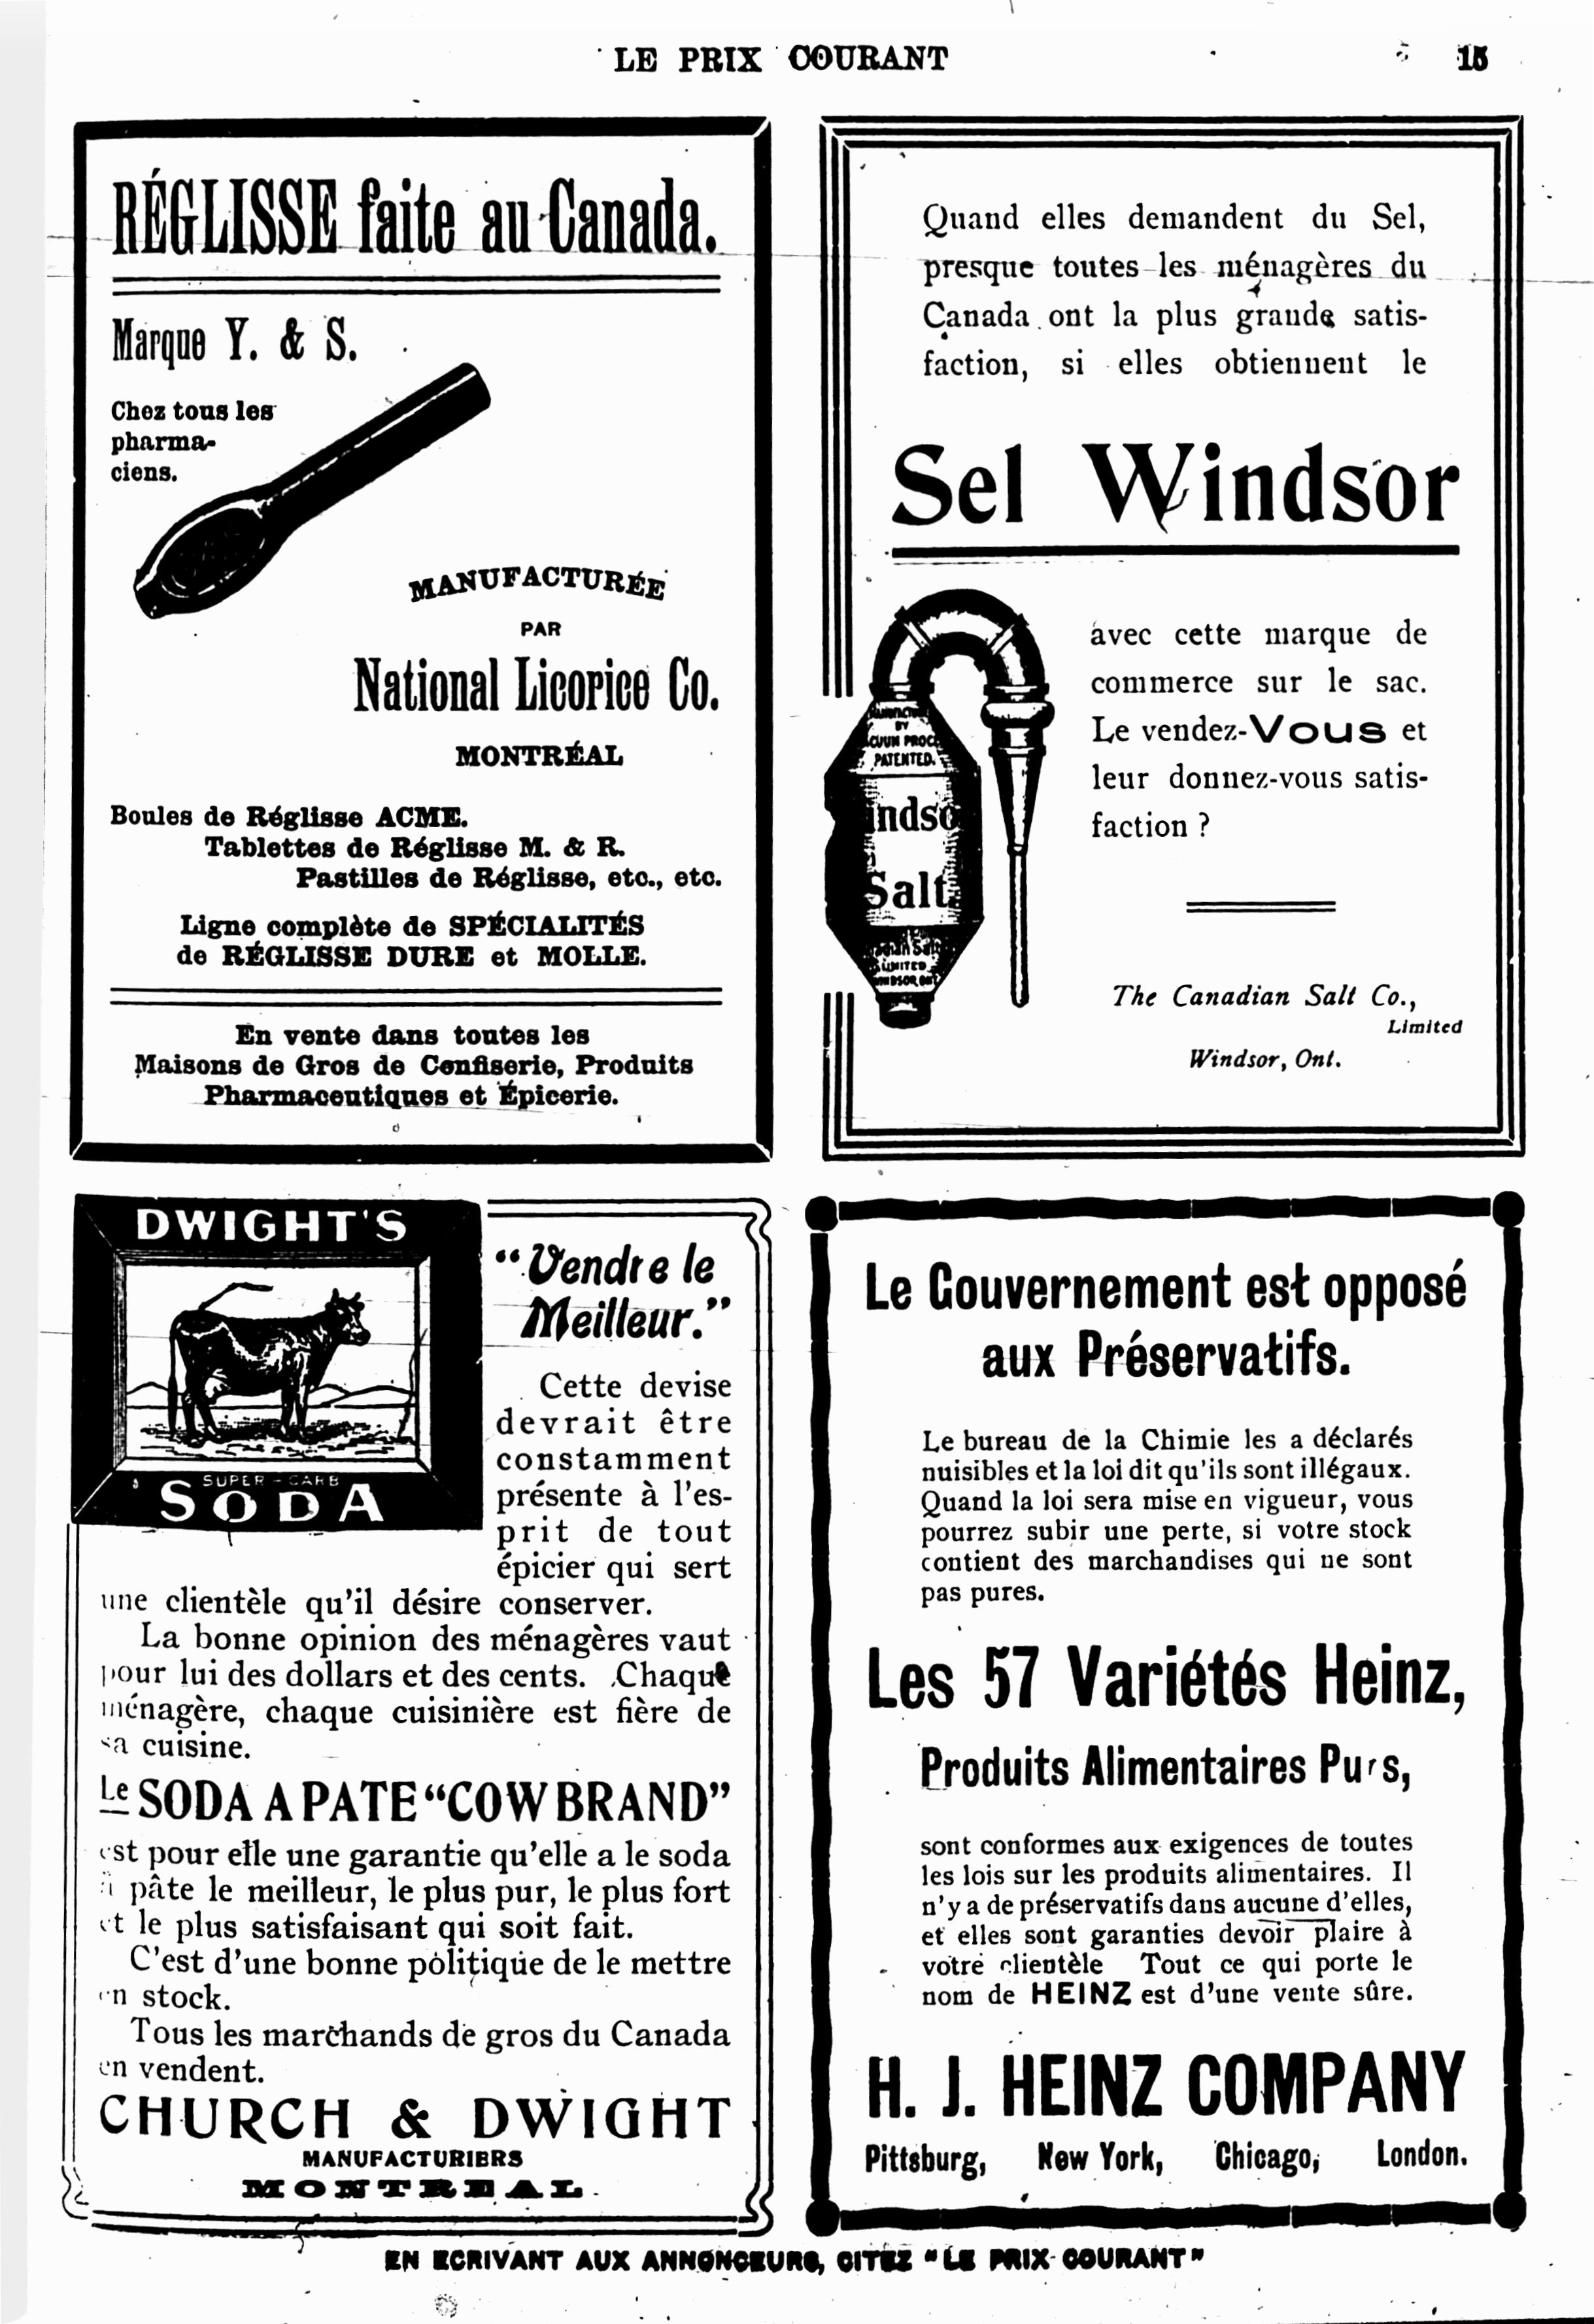 LE PRIX COURANT 15
RÉGLISSE faite au Canada.
Marque Y. & S.
Chez tous les
pharma-
ciens.
MANUFACTURÉE
PAR
National Licorice Co.
MONTRÉAL
Boules de Réglisse ACME.
Tablettes de Réglisse M. & R.
Pastilles de Réglisse, etc., etc.
Ligne complète de SPÉCIALITÉS
de RÉGLISSE DURE et MOLLE.
En vente dans toutes les
Maisons de Gros de Confiserie, Produits
Pharmaceutiques et Épicerie.
Quand elles demandent du Sel,
presque toutes les ménagères du
Canada ont la plus grande satis-
faction, si elles obtiennent le
Sel Windsor
BY
PATENTED.
Salt
LIMITED
avec cette marque de
commerce sur le sac.
Le vendez-Vous et
leur donnez-vous satis-
faction ?
The Canadian Salt Co.,
Limited
Windsor, Ont.
DWIGHT'S
SUPER-CARB
SODA
"Vendre le
Meilleur."
Cette devise
devrait être
constamment
présente à l'es-
prit de tout
épicier qui sert
une clientèle qu'il désire conserver.
La bonne opinion des ménagères vaut
pour lui des dollars et des cents. Chaque
ménagère, chaque cuisinière est fière de
sa cuisine.
Le SODA A PATE "COW BRAND"
est pour elle une garantie qu'elle a le soda
à pâte le meilleur, le plus pur, le plus fort
et le plus satisfaisant qui soit fait.
C'est d'une bonne politique de le mettre
en stock.
Tous les marchands de gros du Canada
en vendent.
CHURCH & DWIGHT
MANUFACTURIERS
MONTREAL
Le Gouvernement est opposé
aux Préservatifs.
Le bureau de la Chimie les a déclarés
nuisibles et la loi dit qu'ils sont illégaux.
Quand la loi sera mise en vigueur, vous
pourrez subir une perte, si votre stock
contient des marchandises qui ne sont
pas pures.
Les 57 Variétés Heinz,
Produits Alimentaires Purs,
sont conformes aux exigences de toutes
les lois sur les produits alimentaires. Il
n'y a de préservatifs dans aucune d'elles,
et elles sont garanties devoir plaire à
votre clientèle Tout ce qui porte le
nom de HEINZ est d'une vente sûre.
H. J. HEINZ COMPANY
Pittsburg, New York, Chicago, London.
EN ECRIVANT AUX ANNONCEURS, CITEZ "LE PRIX COURANT"